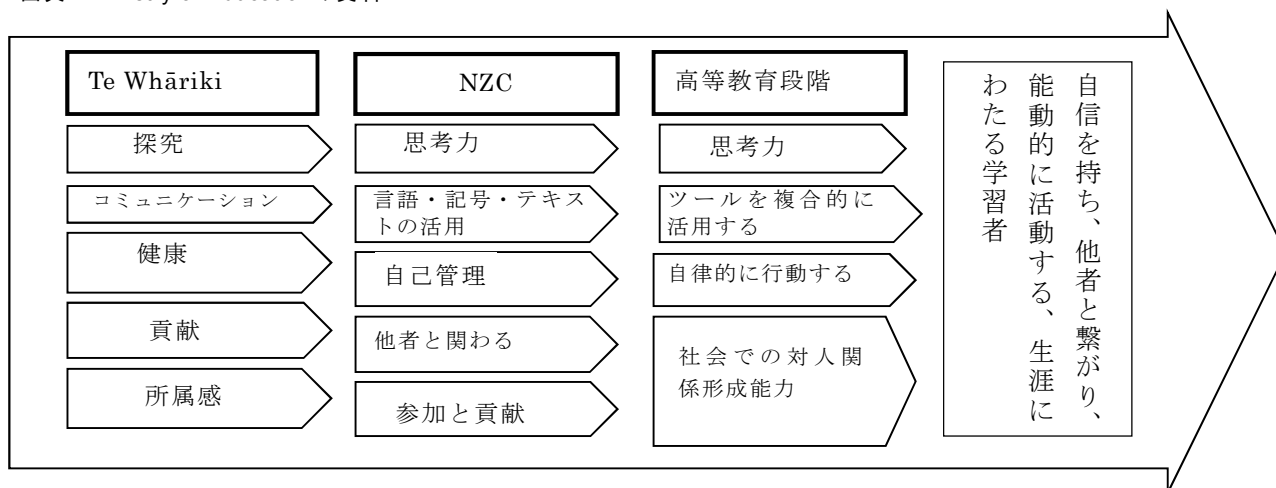 Te Whāriki
探究
コミュニケーション
健康
貢献
所属感
NZC
思考力
言語・記号・テキス
トの活用
自己管理
他者と関わる
参加と貢献
高等教育段階
思考力
ツールを複合的に
活用する
自律的に行動する
社会での対人関
係形成能力
自信を持ち、他者と繋がり、
能動的に活動する、生涯に
わたる学習者